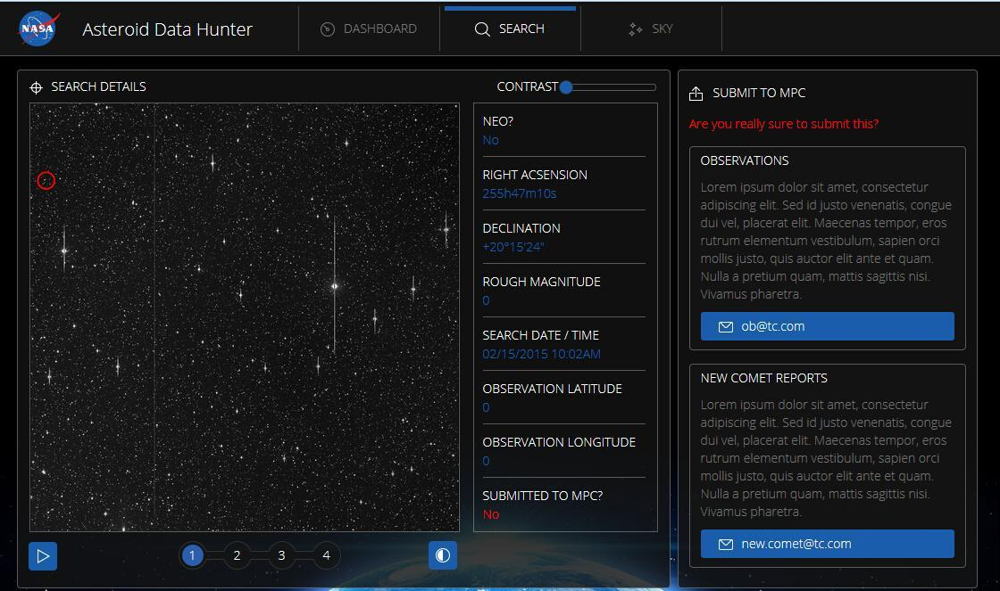 NASA
Asteroid Data Hunter
DASHBOARD
SEARCH
SKY
SEARCH DETAILS
CONTRAST
NEO?
No
RIGHT ACSENSION
255h47m10s
DECLINATION
+20°15'24"
ROUGH MAGNITUDE
0
SEARCH DATE / TIME
02/15/2015 10:02AM
OBSERVATION LATITUDE
0
OBSERVATION LONGITUDE
0
SUBMITTED TO MPC?
No
1 2 3 4
SUBMIT TO MPC
Are you really sure to submit this?
OBSERVATIONS
Lorem ipsum dolor sit amet, consectetur
adipiscing elit. Sed id justo venenatis, congue
dui vel, placerat elit. Maecenas tempor, eros
rutrum elementum vestibulum, sapien orci
mollis justo, quis auctor elit ante et quam.
Nulla a pretium quam, mattis sagittis nisi.
Vivamus pharetra.
ob@tc.com
NEW COMET REPORTS
Lorem ipsum dolor sit amet, consectetur
adipiscing elit. Sed id justo venenatis, congue
dui vel, placerat elit. Maecenas tempor, eros
rutrum elementum vestibulum, sapien orci
mollis justo, quis auctor elit ante et quam.
Nulla a pretium quam, mattis sagittis nisi.
Vivamus pharetra.
new.comet@tc.com